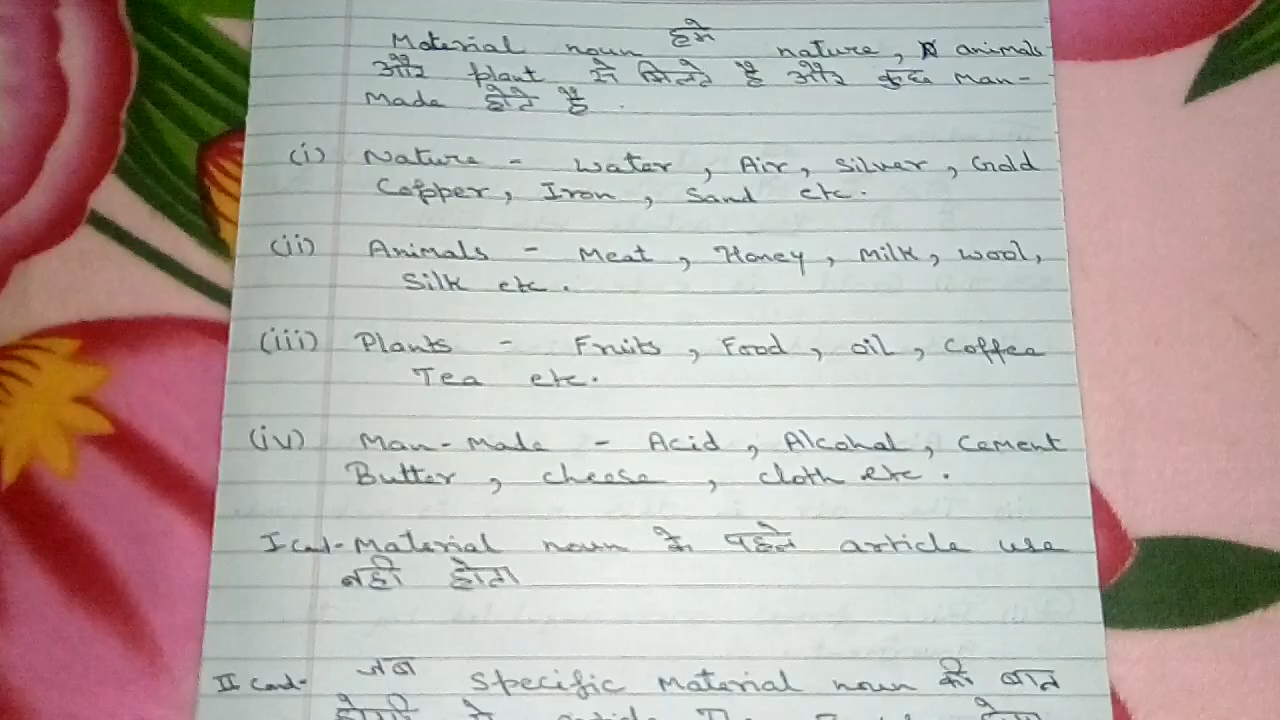 Material noun हमें nature, animals
और plant से मिलते है और कुछ Man-
Made होते है .
(i) Nature - Water, Air, Silver, Gold
Copper, Iron, Sand etc.
(ii) Animals - Meat, Honey, Milk, Wool,
Silk etc.
(iii) Plants - Fruits, Food, Oil, Coffee
Tea etc.
(iv) Man-Made - Acid, Alcohal, Cement
Butter, Cheese, Cloth etc.
I Cond- Material noun के पहले article use
नही होता
II Cond- जब Specific Material noun की बात
होगी तो article The